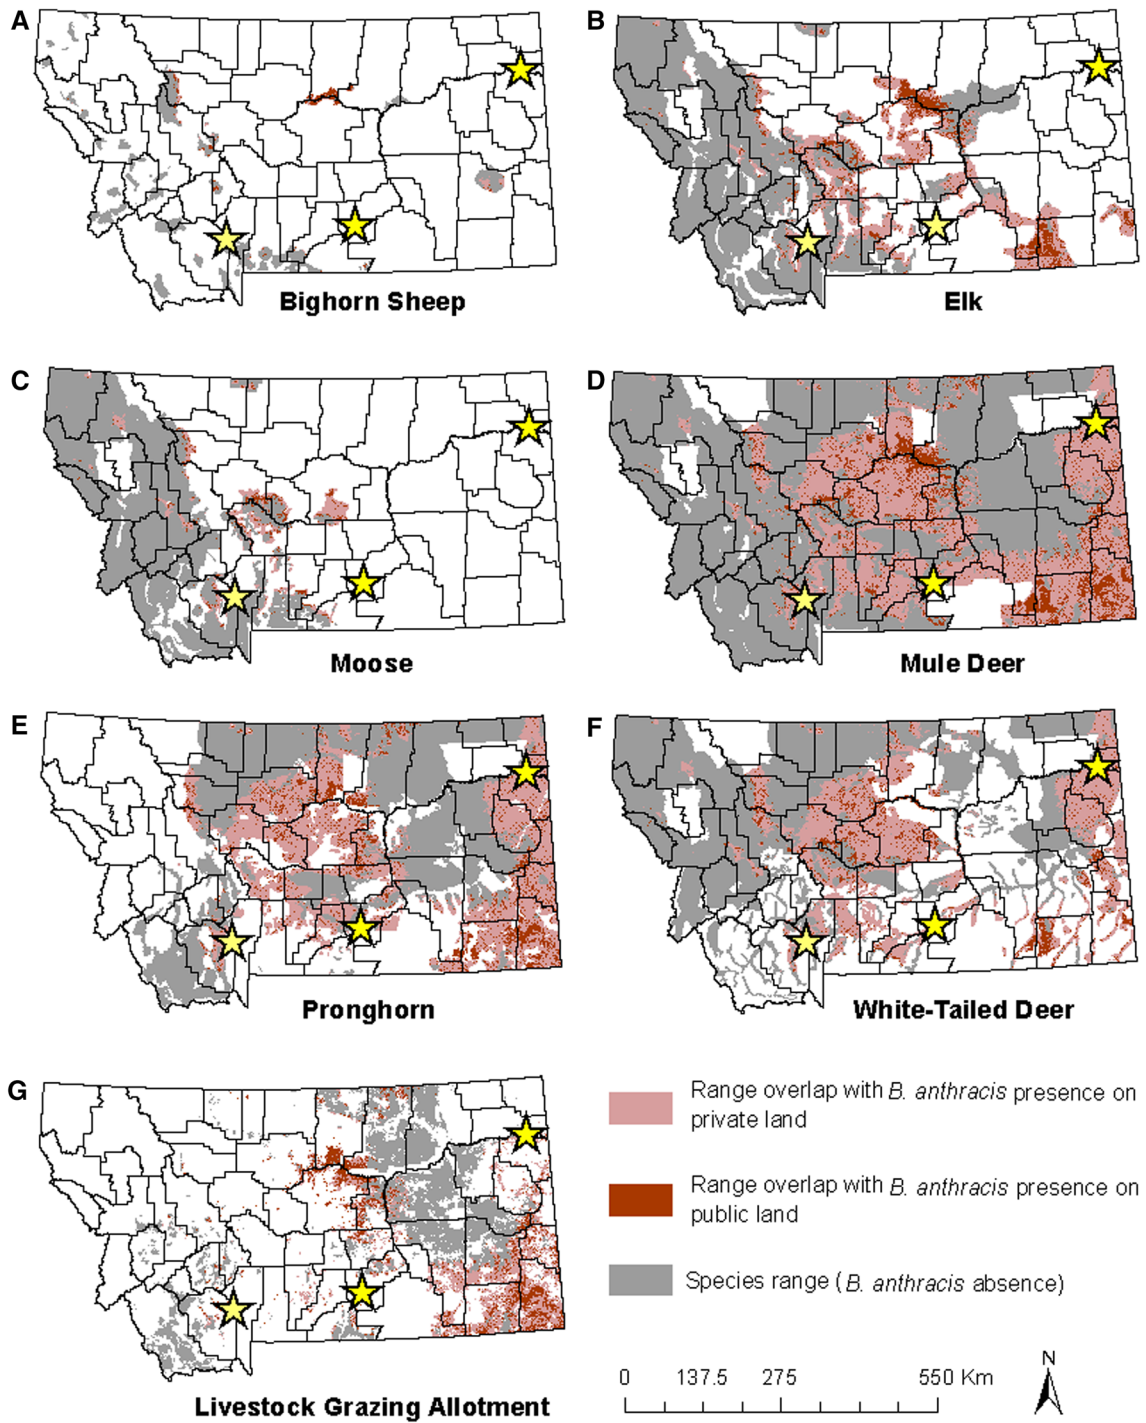 A
B
Bighorn Sheep
Elk
C
D
Moose
Mule Deer
E
F
Pronghorn
White-Tailed Deer
G
Range overlap with B. anthracis presence on
private land
Range overlap with B. anthracis presence on
public land
Species range (B. anthracis absence)
0 137.5 275 550 Km
N
Livestock Grazing Allotment